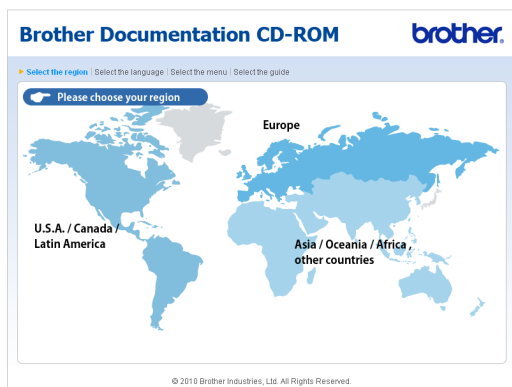 Brother Documentation CD-ROM
brother.
Select the region | Select the language | Select the menu | Select the guide
Please choose your region
Europe
U.S.A. / Canada /
Latin America
Asia / Oceania / Africa ,
other countries
© 2010 Brother Industries, Ltd. All Rights Reserved.